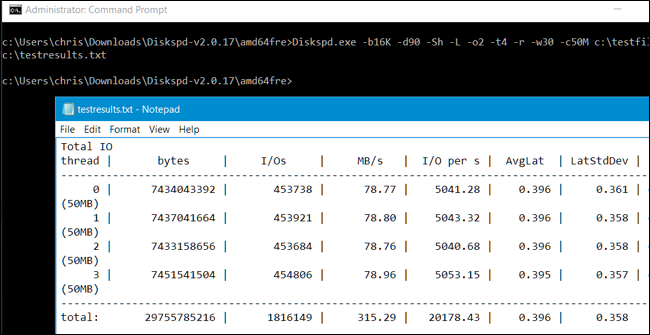 Administrator: Command Prompt
c:\Users\chris\Downloads\Diskspd-v2.0.17\amd64fre>Diskspd.exe -b16K -d90 -Sh -L -o2 -t4 -r -w30 -c50M c:\testfil
c:\testresults.txt
c:\Users\chris\Downloads\Diskspd-v2.0.17\amd64fre>
testresults.txt - Notepad
File Edit Format View Help
Total IO
thread | bytes | I/Os | MB/s | I/O per s | AvgLat | LatStdDev |
--------------------------------------------------------------------------------
0 | 7434043392 | 453738 | 78.77 | 5041.28 | 0.396 | 0.361 |
(50MB)
1 | 7437041664 | 453921 | 78.80 | 5043.32 | 0.396 | 0.358 |
(50MB)
2 | 7433158656 | 453684 | 78.76 | 5040.68 | 0.396 | 0.358 |
(50MB)
3 | 7451541504 | 454806 | 78.96 | 5053.15 | 0.395 | 0.357 |
(50MB)
--------------------------------------------------------------------------------
total: 29755785216 | 1816149 | 315.29 | 20178.43 | 0.396 | 0.358